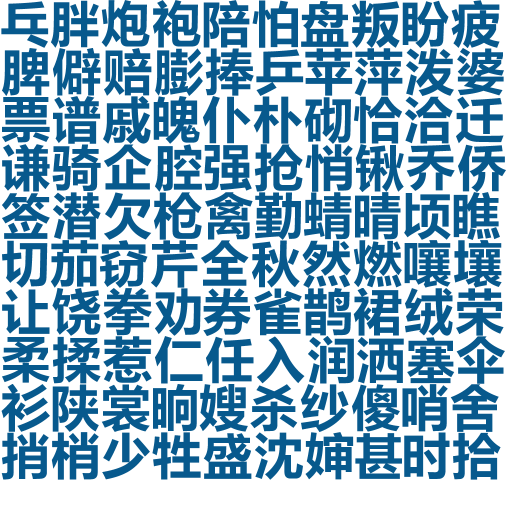 乓胖炮袍陪怕盘叛盼疲
脾僻赔膨捧乒苹萍泼婆
票谱戚魄仆朴砌恰洽迁
谦骑企腔强抢悄锹乔侨
签潜欠枪禽勤蜻晴顷瞧
切茄窃芹全秋然燃嚷壤
让饶拳劝券雀鹊裙绒荣
柔揉惹仁任入润洒塞伞
衫陕裳晌嫂杀纱傻哨舍
捎梢少牲盛沈婶甚时拾